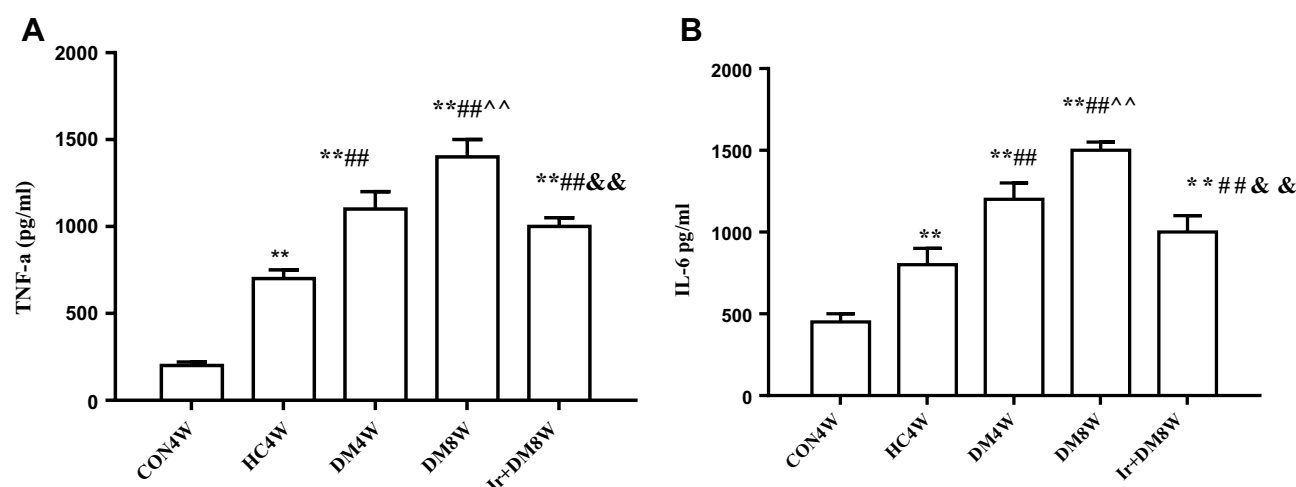 A
TNF-a (pg/ml)
2000
1500
1000
500
0
**
**##
**##^^
**##&&
CON4W
HC4W
DM4W
DM8W
Ir+DM8W
B
IL-6 pg/ml
2000
1500
1000
500
0
**
**##
**##^^
**##& &
CON4W
HC4W
DM4W
DM8W
Ir+DM8W